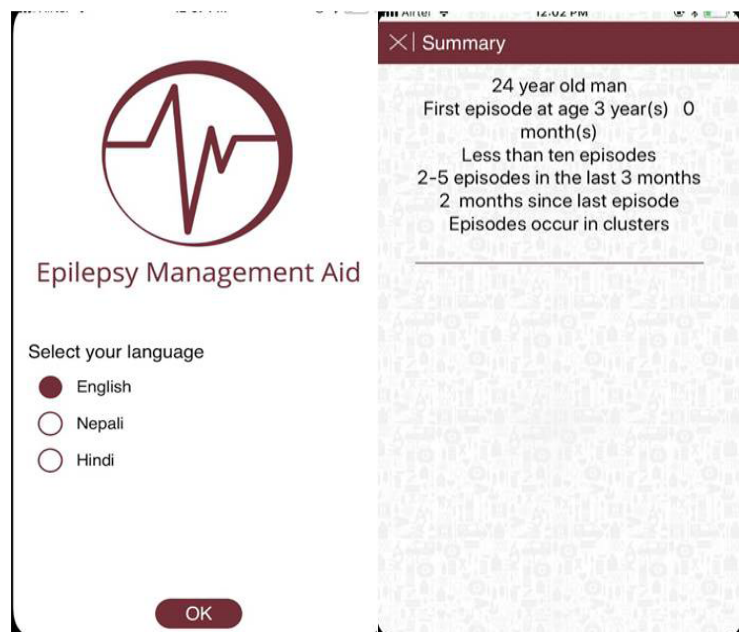 Epilepsy Management Aid
Select your language
English
Nepali
Hindi
OK
Airtel 12:02 PM
Summary
24 year old man
First episode at age 3 year(s) 0
month(s)
Less than ten episodes
2-5 episodes in the last 3 months
2 months since last episode
Episodes occur in clusters